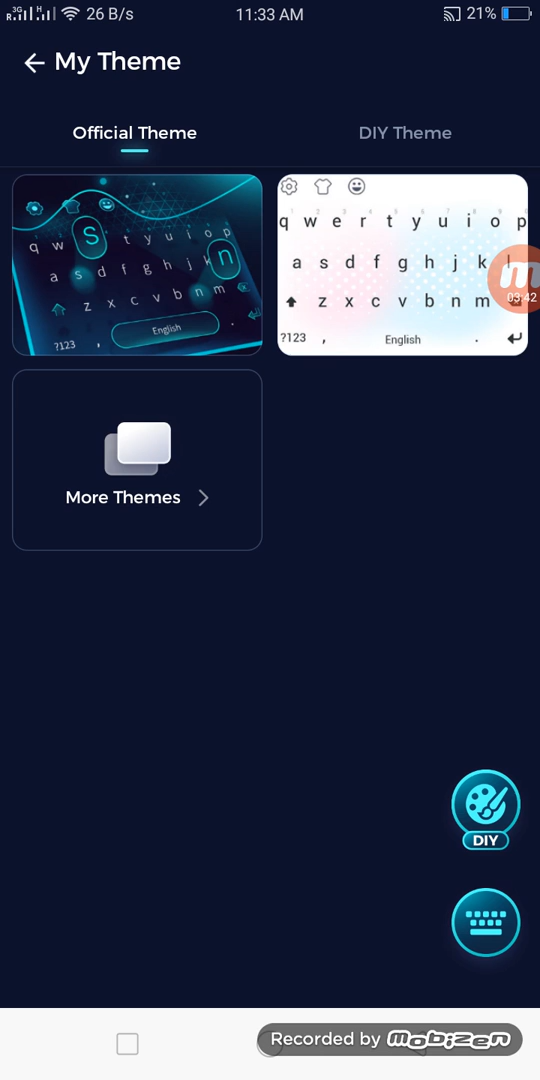 R 3G H 26 B/s 11:33 AM 21%
My Theme
Official Theme DIY Theme
q w S t y u i o p
a s d f g h j k n
z x c v b n m
?123 , English .
q w e r t y u i o p
a s d f g h j k l
03:42
z x c v b n m
?123 , English .
More Themes
DIY
Recorded by mobizen